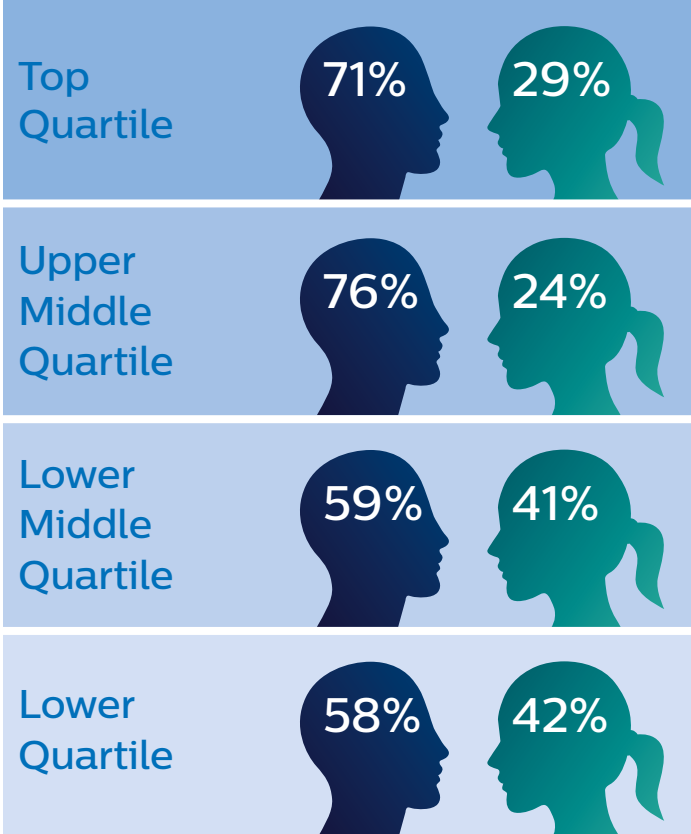 Top
Quartile
71%
29%
Upper
Middle
Quartile
76%
24%
Lower
Middle
Quartile
59%
41%
Lower
Quartile
58%
42%